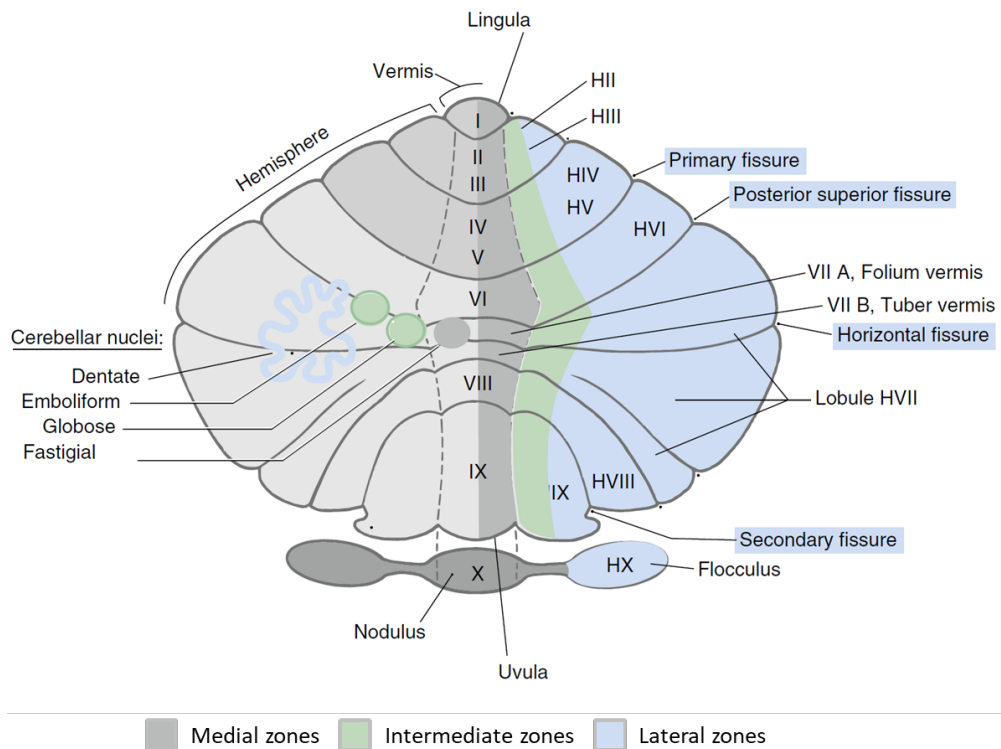 Lingula
Vermis
HII
HIII
Hemisphere
I
II
III
IV
V
VI
VIII
IX
X
HIV
HV
HVI
Primary fissure
Posterior superior fissure
VII A, Folium vermis
VII B, Tuber vermis
Horizontal fissure
Lobule HVII
Cerebellar nuclei:
Dentate
Emboliform
Globose
Fastigial
IX
HVIII
Secondary fissure
HX
Flocculus
Nodulus
Uvula
Medial zones
Intermediate zones
Lateral zones